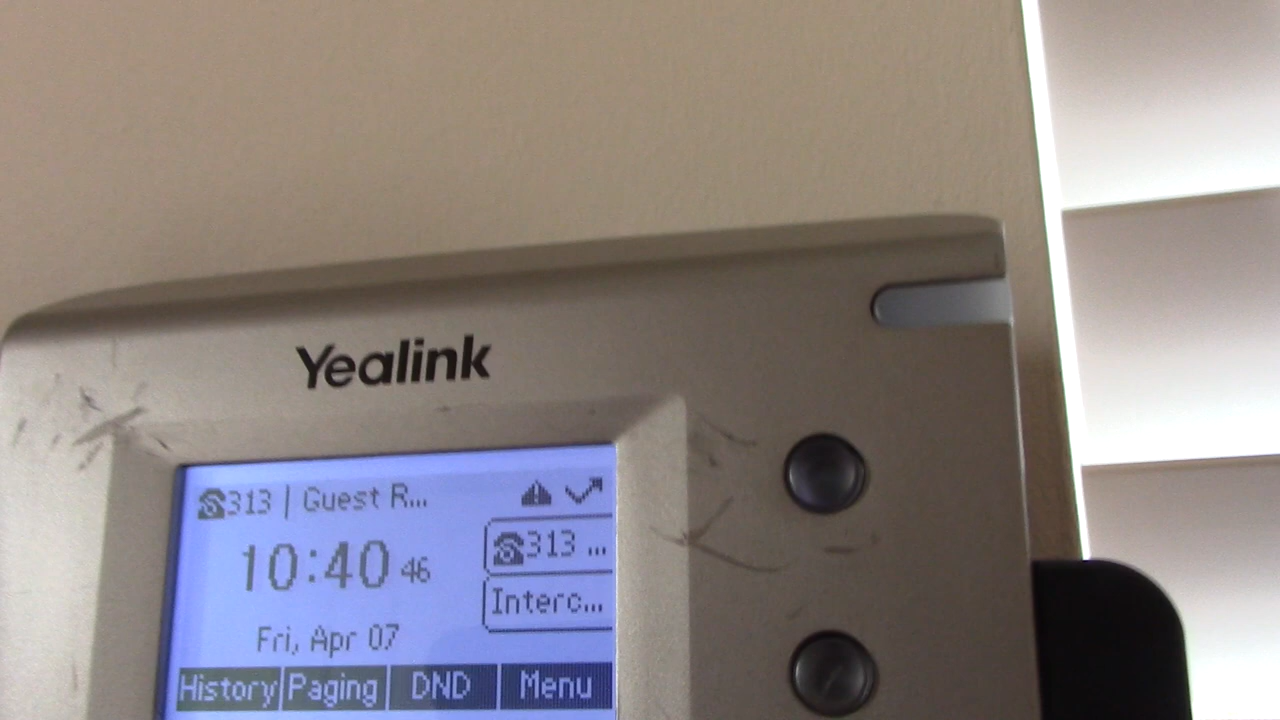 Yealink
313 | Guest R...
10:40 46
313 ...
Interc...
Fri, Apr 07
History Paging DND Menu